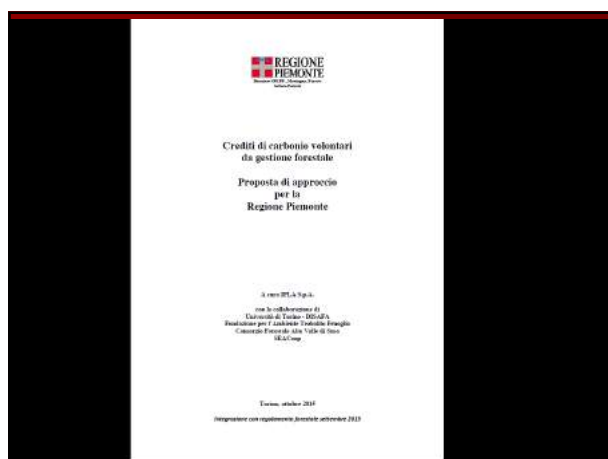 REGIONE
PIEMONTE
Crediti di carbonio volontari
da gestione forestale
Proposta di approccio
per la
Regione Piemonte
A cura IPLA S.p.A.
con la collaborazione di
Università di Torino - DISAFA
Fondazione per l'Ambiente Teobaldo Fenoglio
Consorzio Forestale Alta Valle di Susa
SEACoop
Torino, ottobre 2014
Integrazione con regolamento forestale settembre 2015